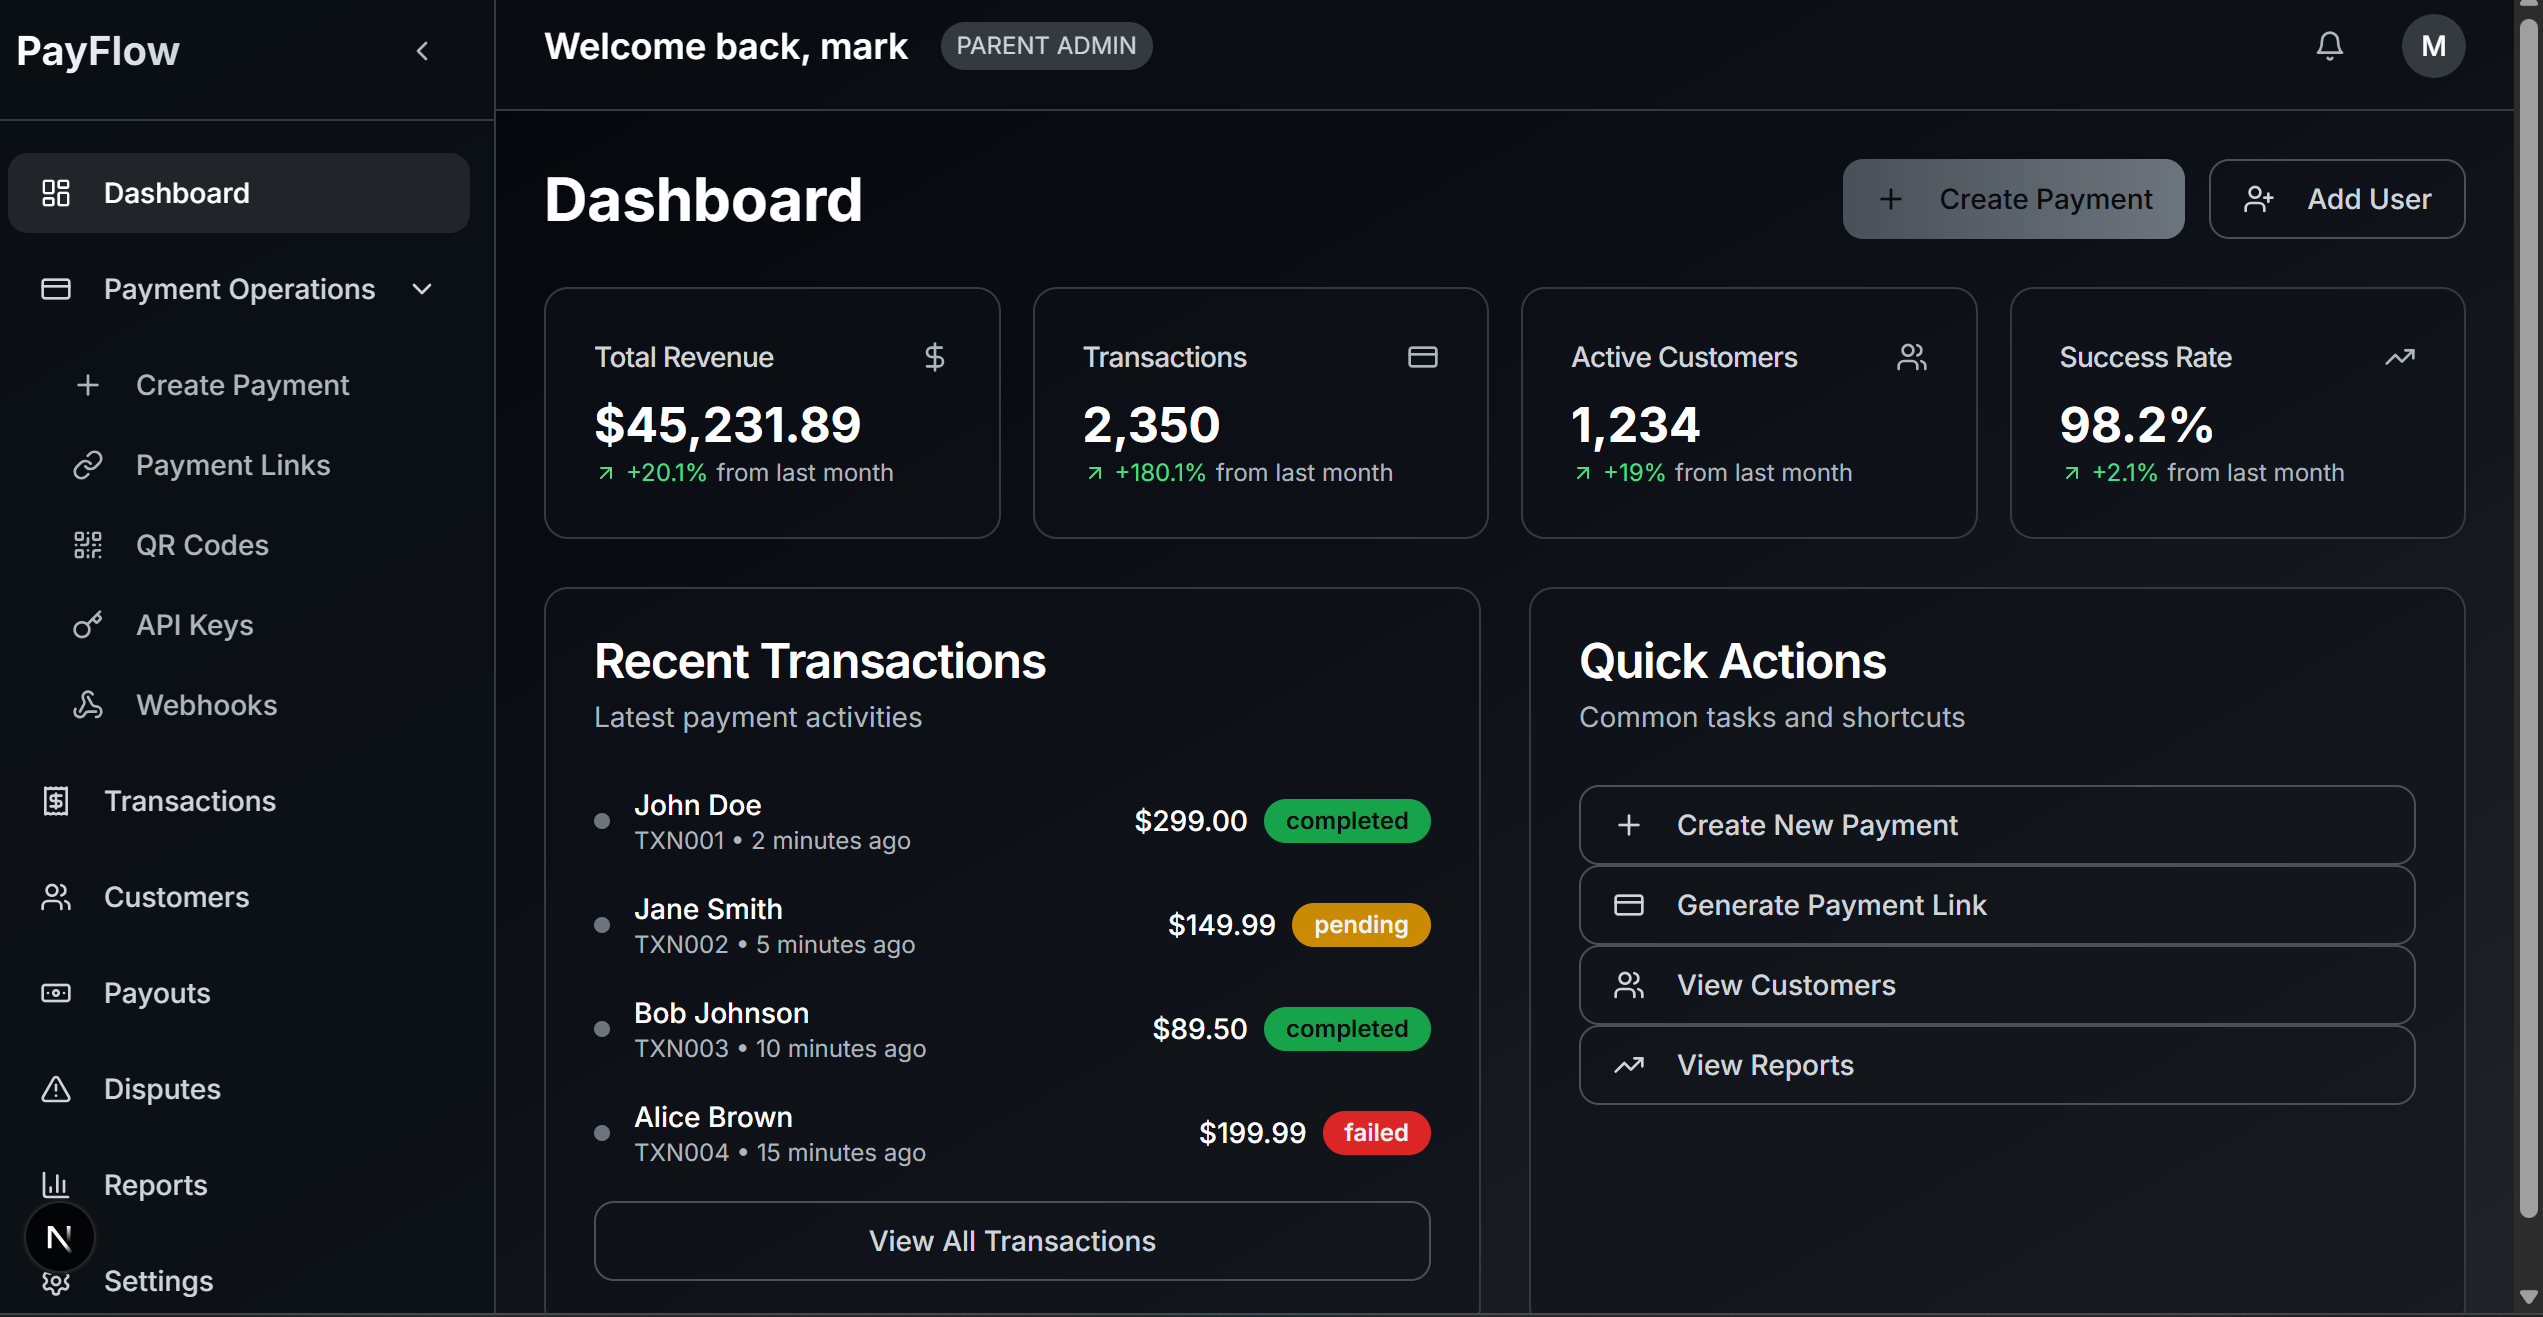 PayFlow
Welcome back, mark
PARENT ADMIN
M
Dashboard
Payment Operations
Create Payment
Payment Links
QR Codes
API Keys
Webhooks
Transactions
Customers
Payouts
Disputes
Reports
N
Settings
Dashboard
Create Payment
Add User
Total Revenue
$45,231.89
+20.1% from last month
Transactions
2,350
+180.1% from last month
Active Customers
1,234
+19% from last month
Success Rate
98.2%
+2.1% from last month
Recent Transactions
Latest payment activities
John Doe
TXN001 • 2 minutes ago
$299.00 completed
Jane Smith
TXN002 • 5 minutes ago
$149.99 pending
Bob Johnson
TXN003 • 10 minutes ago
$89.50 completed
Alice Brown
TXN004 • 15 minutes ago
$199.99 failed
View All Transactions
Quick Actions
Common tasks and shortcuts
Create New Payment
Generate Payment Link
View Customers
View Reports